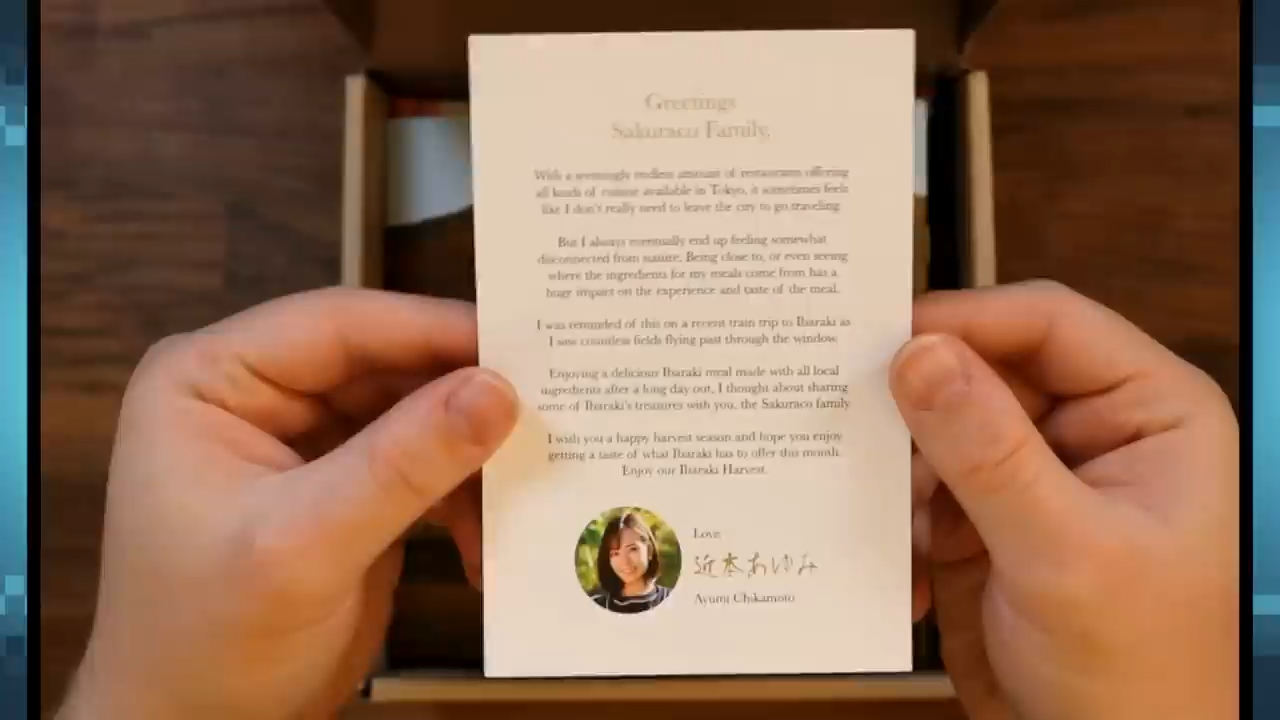 Greetings
Sakuraco Family,
With a seemingly endless amount of restaurants offering
all kinds of cuisine available in Tokyo, it sometimes feels
like I don't really need to leave the city to go traveling.
But I always eventually end up feeling somewhat
disconnected from nature. Being close to, or even seeing
where the ingredients for my meals come from has a
huge impact on the experience and taste of the meal.
I was reminded of this on a recent train trip to Ibaraki as
I saw countless fields flying past through the window.
Enjoying a delicious Ibaraki meal made with all local
ingredients after a long day out, I thought about sharing
some of Ibaraki's treasures with you, the Sakuraco family.
I wish you a happy harvest season and hope you enjoy
getting a taste of what Ibaraki has to offer this month.
Enjoy our Ibaraki Harvest.
Love
近本あゆみ
Ayumi Chikamoto